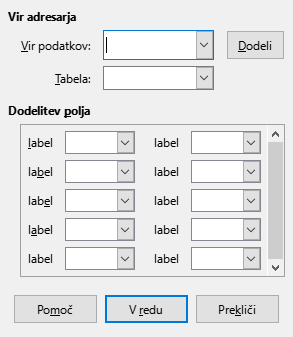 Vir adresarja
Vir podatkov: Dodeli
Tabela:
Dodelitev polja
label label
label label
label label
label label
label label
Pomoč V redu Prekliči